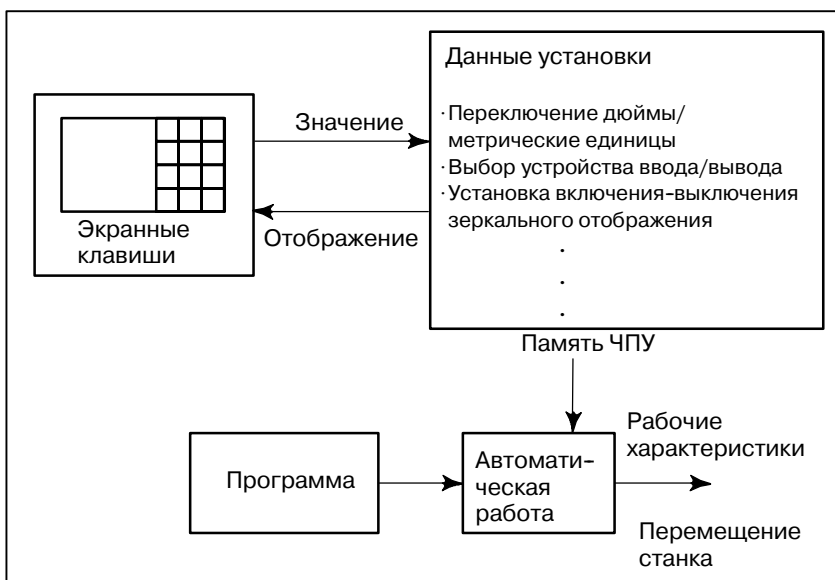 Данные установки
·Переключение дюймы/
метрические единицы
·Выбор устройства ввода/вывода
·Установка включения-выключения
зеркального отображения
.
.
.
Значение
Отображение
Экранные
клавиши
Память ЧПУ
Программа
Автомати-
ческая
работа
Рабочие
характеристики
Перемещение
станка